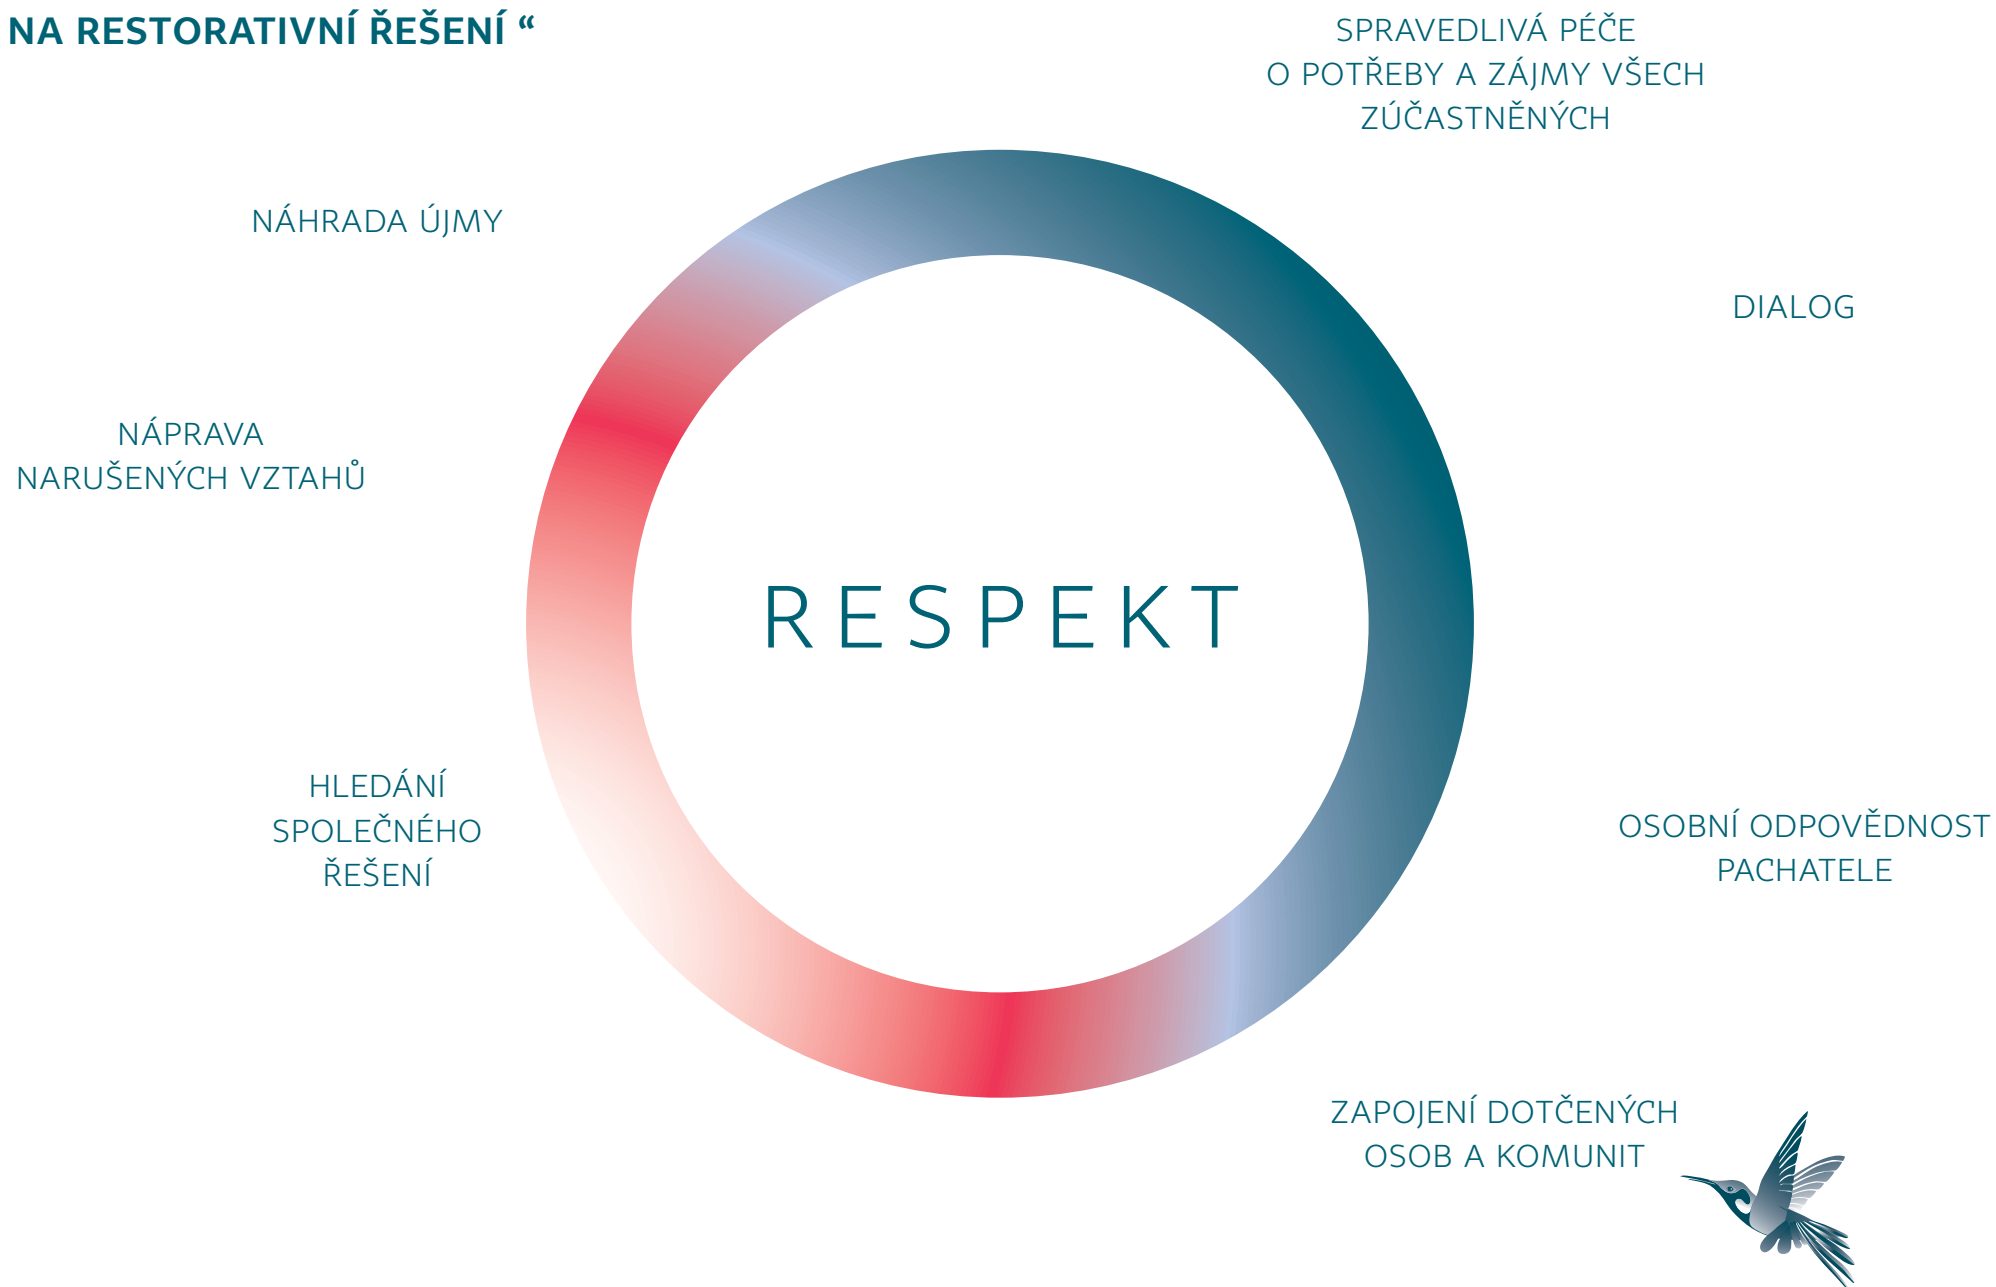 NA RESTORATIVNÍ ŘEŠENÍ “
SPRAVEDLIVÁ PÉČE
O POTŘEBY A ZÁJMY VŠECH
ZÚČASTNĚNÝCH
NÁHRADA ÚJMY
DIALOG
NÁPRAVA
NARUŠENÝCH VZTAHŮ
RESPEKT
HLEDÁNÍ
SPOLEČNÉHO
ŘEŠENÍ
OSOBNÍ ODPOVĚDNOST
PACHATELE
ZAPOJENÍ DOTČENÝCH
OSOB A KOMUNIT